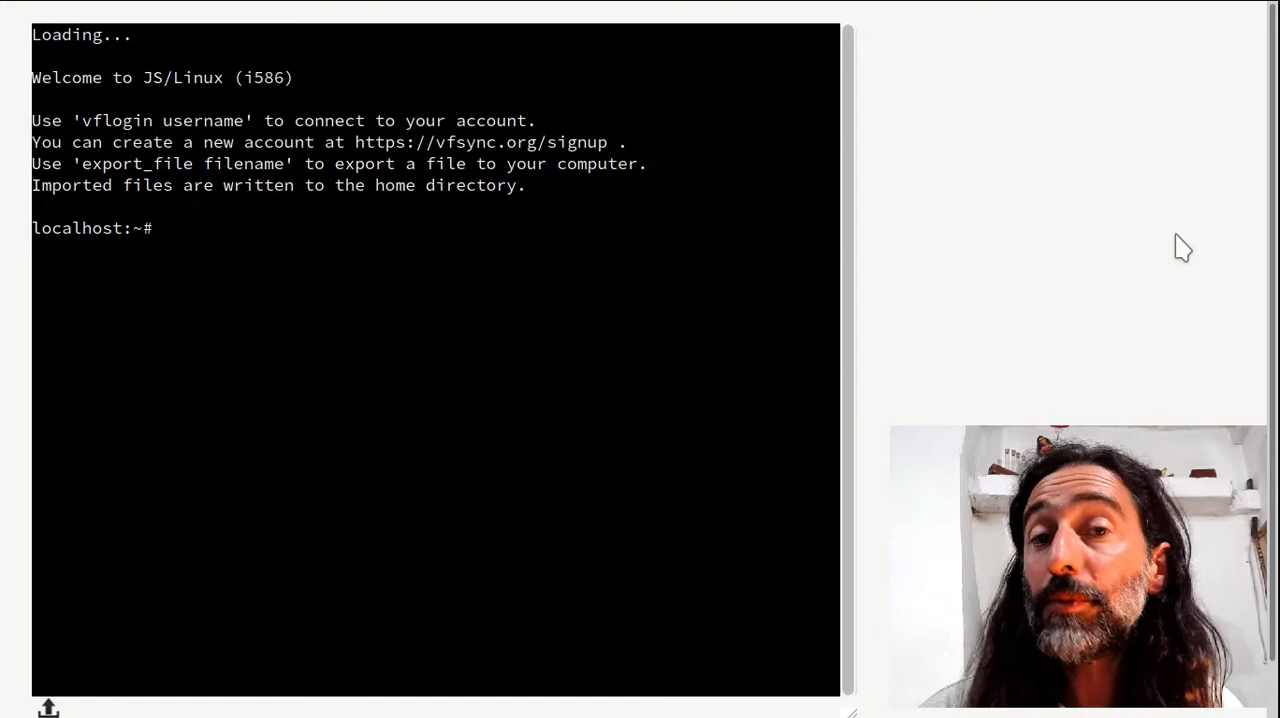 Loading...
Welcome to JS/Linux (i586)
Use 'vflogin username' to connect to your account.
You can create a new account at https://vfsync.org/signup .
Use 'export_file filename' to export a file to your computer.
Imported files are written to the home directory.
localhost:~#